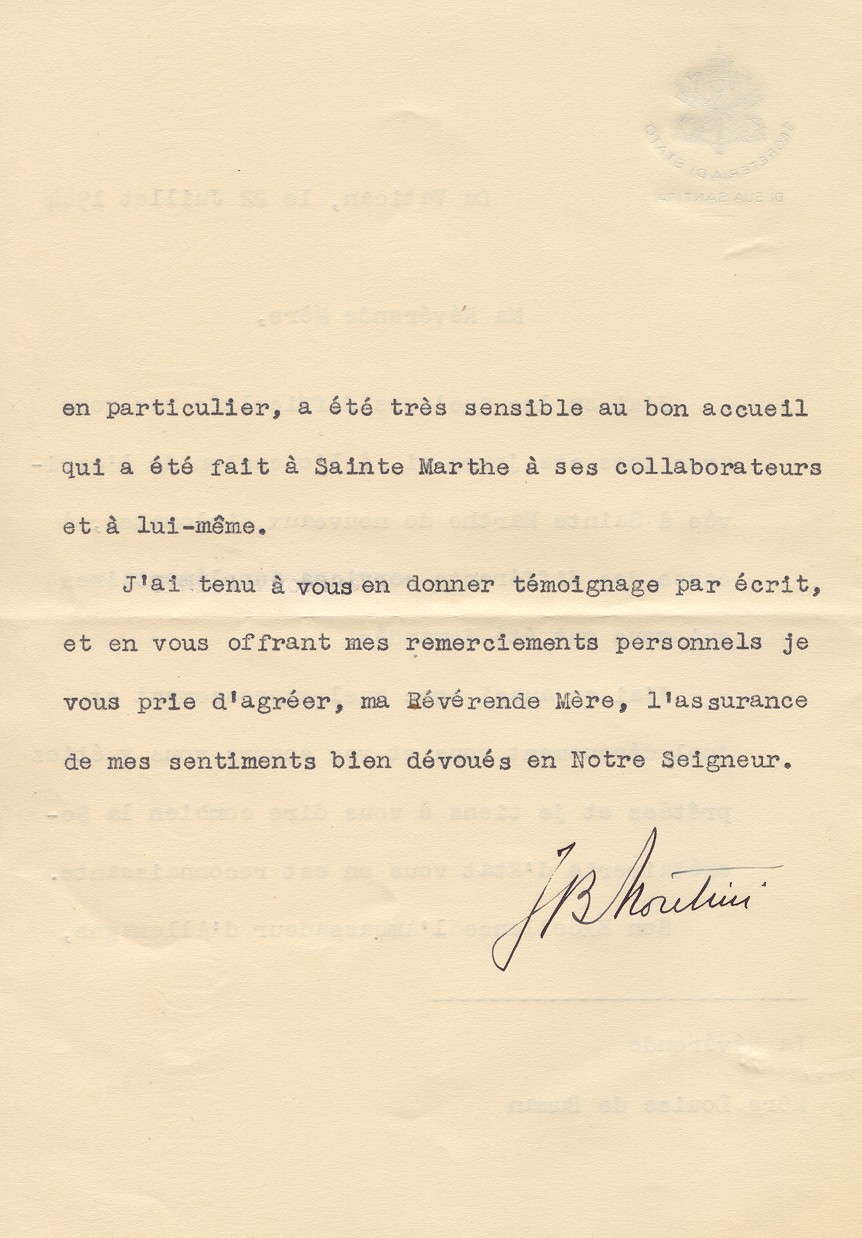 en particulier, a été très sensible au bon accueil
qui a été fait à Sainte Marthe à ses collaborateurs
et à lui-même.
J'ai tenu à vous en donner témoignage par écrit,
et en vous offrant mes remerciements personnels je
vous prie d'agréer, ma Révérende Mère, l'assurance
de mes sentiments bien dévoués en Notre Seigneur.
JB Montini